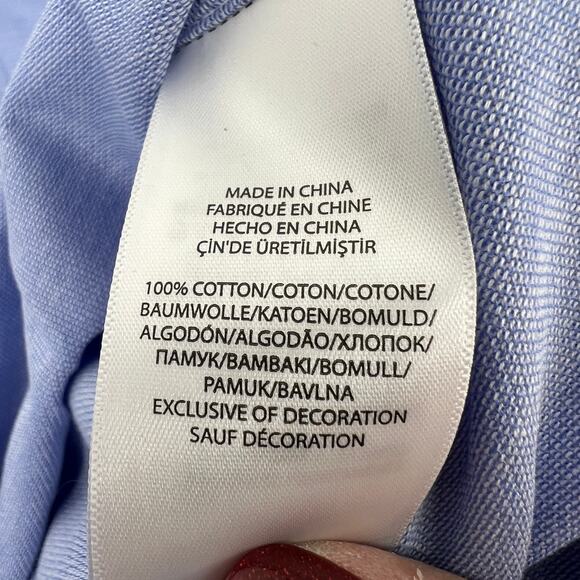 MADE IN CHINA
FABRIQUÉ EN CHINE
HECHO EN CHINA
ÇİN'DE ÜRETİLMİŞTİR
100% COTTON/COTON/COTONE/
BAUMWOLLE/KATOEN/BOMULD/
ALGODÓN/ALGODÃO/ХЛОПОК/
ПАМУК/BAMBAKI/BOMULL/
PAMUK/BAVLNA
EXCLUSIVE OF DECORATION
SAUF DÉCORATION